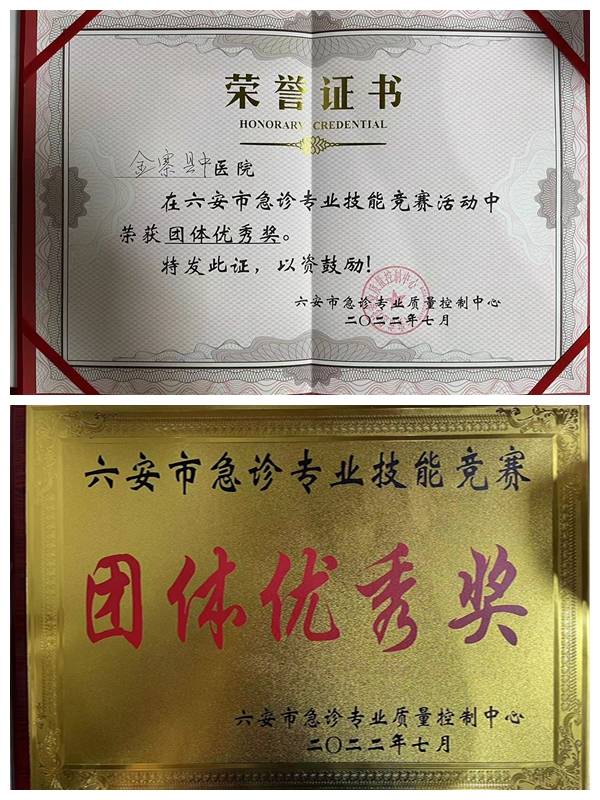 荣誉证书
HONORARY CREDENTIAL
金寨县中医院
在六安市急诊专业技能竞赛活动中
荣获团体优秀奖。
特发此证，以资鼓励!
六安市急诊专业质量控制中心
二〇二二年七月
六安市急诊专业技能竞赛
团体优秀奖
六安市急诊专业质量控制中心
二〇二二年七月